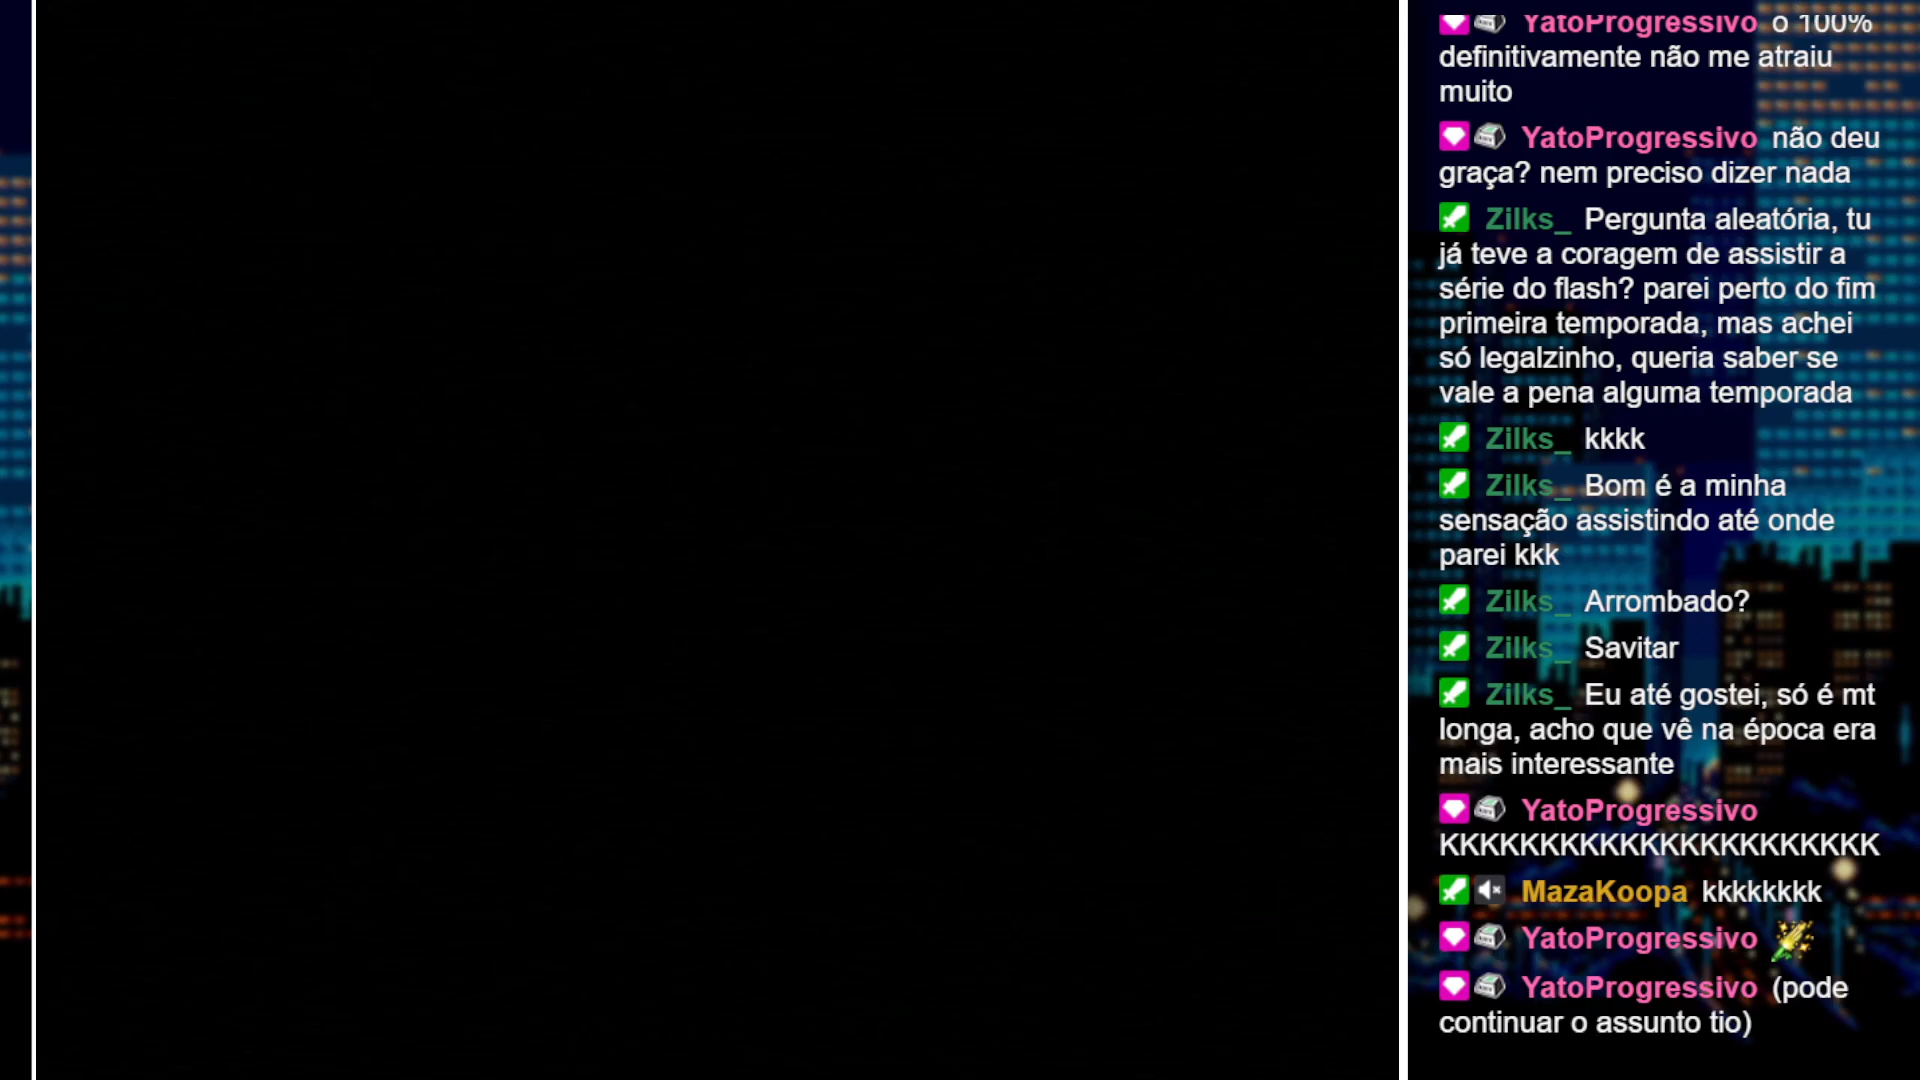 YatoProgressivo o 100%
definitivamente não me atraiu
muito
YatoProgressivo não deu
graça? nem preciso dizer nada
Zilks_ Pergunta aleatória, tu
já teve a coragem de assistir a
série do flash? parei perto do fim
primeira temporada, mas achei
só legalzinho, queria saber se
vale a pena alguma temporada
Zilks_ kkkk
Zilks_ Bom é a minha
sensação assistindo até onde
parei kkk
Zilks_ Arrombado?
Zilks_ Savitar
Zilks_ Eu até gostei, só é mt
longa, acho que vê na época era
mais interessante
YatoProgressivo
KKKKKKKKKKKKKKKKKKKKKK
MazaKoopa kkkkkkkk
YatoProgressivo
YatoProgressivo (pode
continuar o assunto tio)